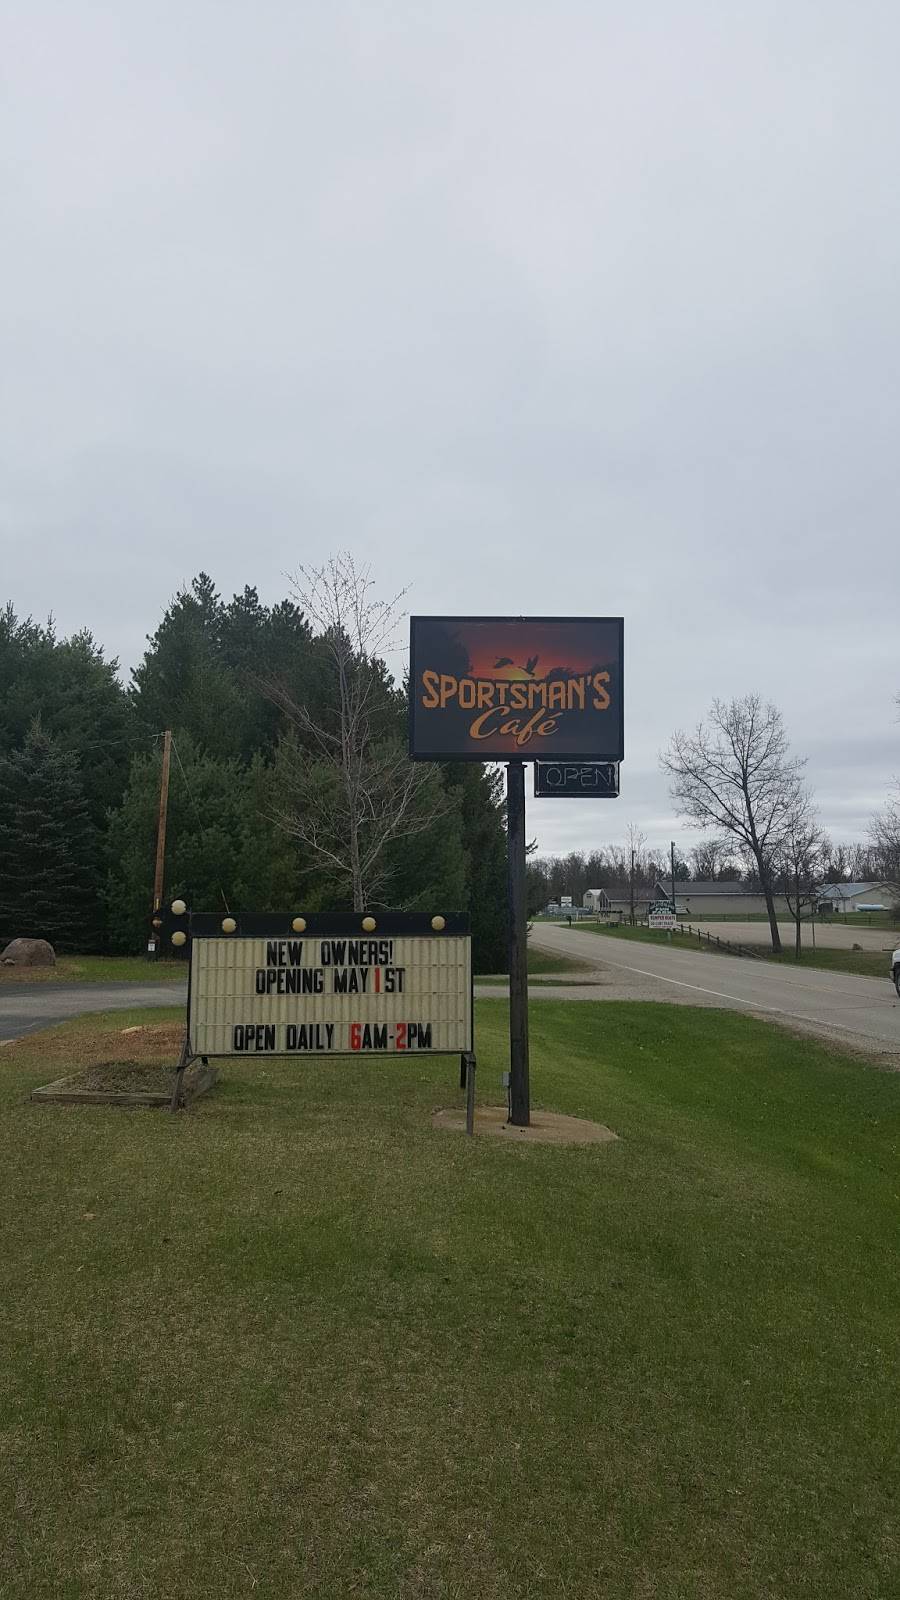 SPORTSMAN'S
Café
OPEN
NEW OWNERS!
OPENING MAY 1ST
OPEN DAILY 6AM-2PM